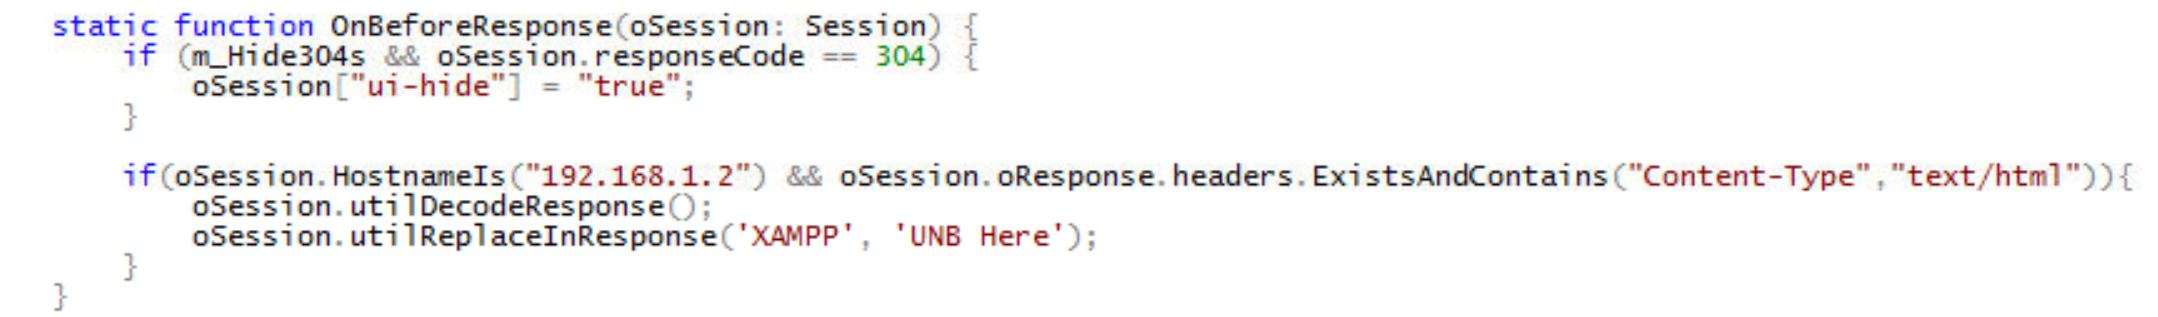 static function OnBeforeResponse(oSession: Session) {
if (m_Hide304s && oSession.responseCode == 304) {
oSession["ui-hide"] = "true";
}
if(oSession.HostnameIs("192.168.1.2") && oSession.oResponse.headers.ExistsAndContains("Content-Type","text/html")){
oSession.utilDecodeResponse();
oSession.utilReplaceInResponse('XAMPP', 'UNB Here');
}
}